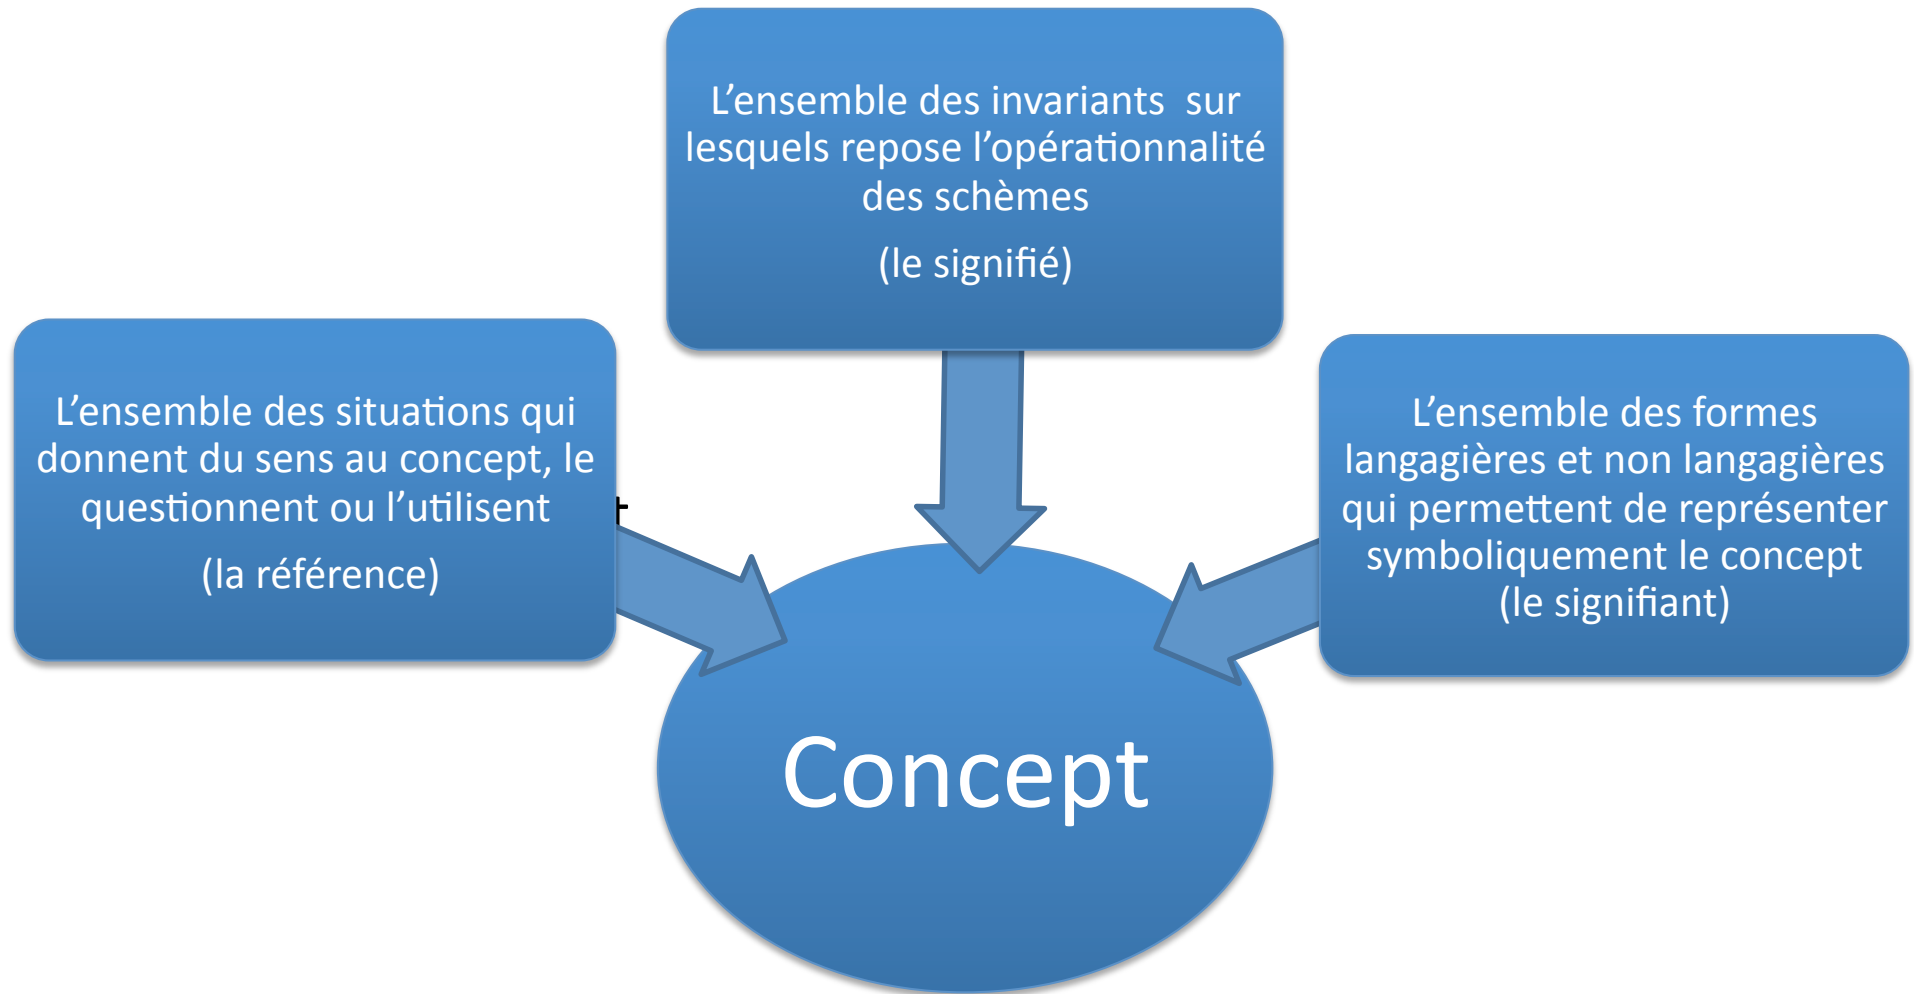 L’ensemble des invariants  sur
lesquels repose l’opérationnalité
des schèmes
(le signifié)
L’ensemble des situations qui
donnent du sens au concept, le
questionnent ou l’utilisent
(la référence)
L’ensemble des formes
langagières et non langagières
qui permettent de représenter
symboliquement le concept
(le signifiant)
Concept